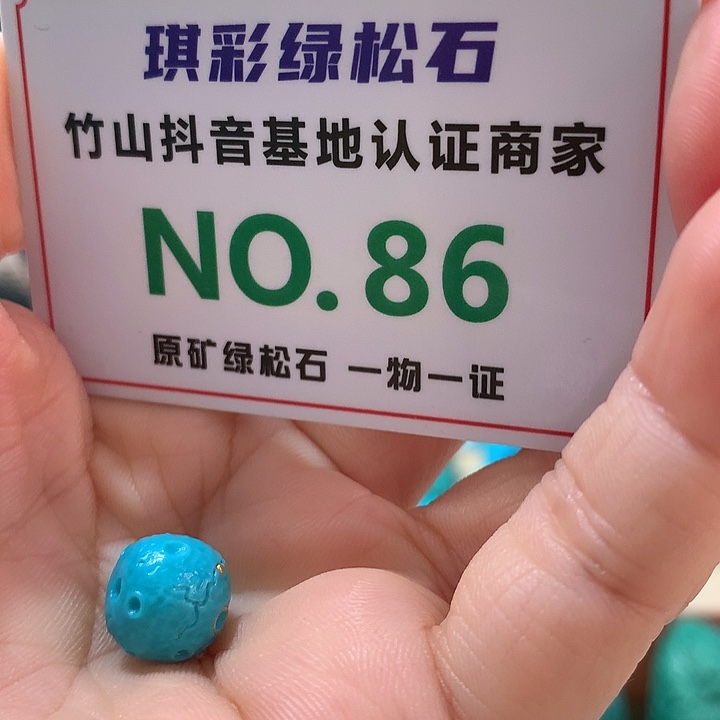 琪彩绿松石
竹山抖音基地认证商家
NO.86
原矿绿松石 一物一证